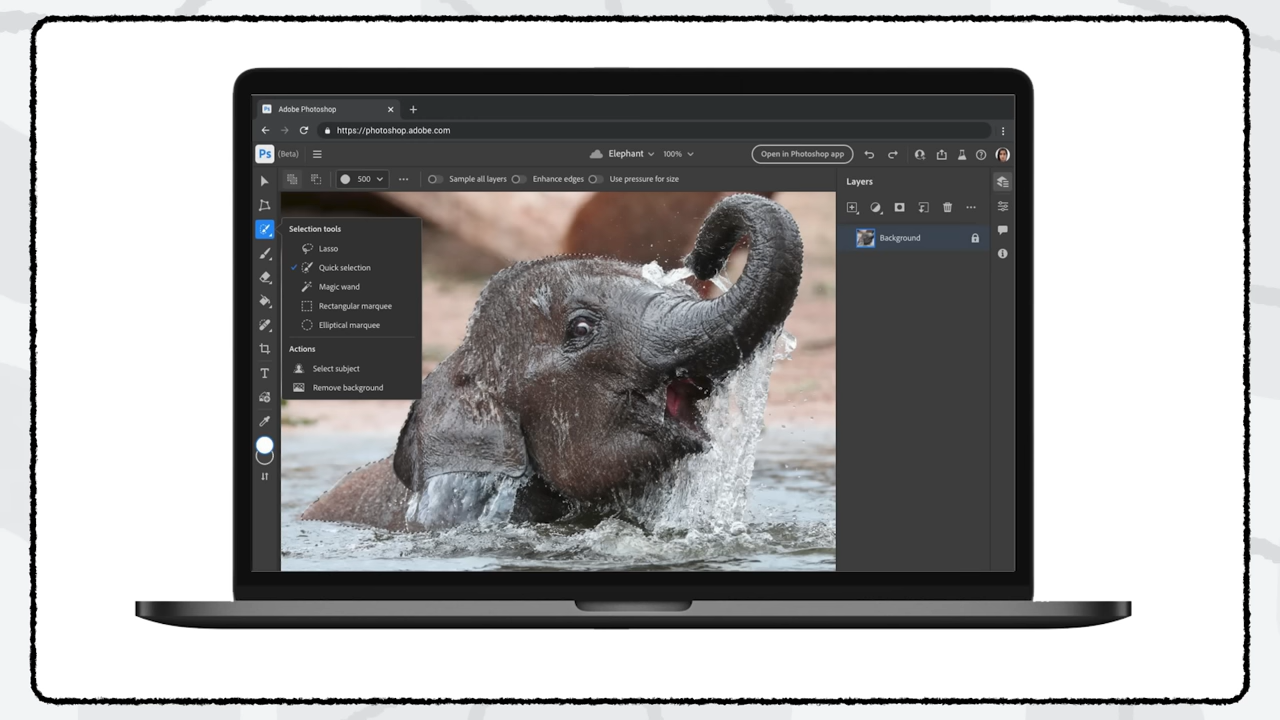 Ps Adobe Photoshop
https://photoshop.adobe.com
Ps (Beta) Elephant 100% Open in Photoshop app
500 Sample all layers Enhance edges Use pressure for size
Layers
Background
Selection tools
Lasso
Quick selection
Magic wand
Rectangular marquee
Elliptical marquee
Actions
Select subject
Remove background
T